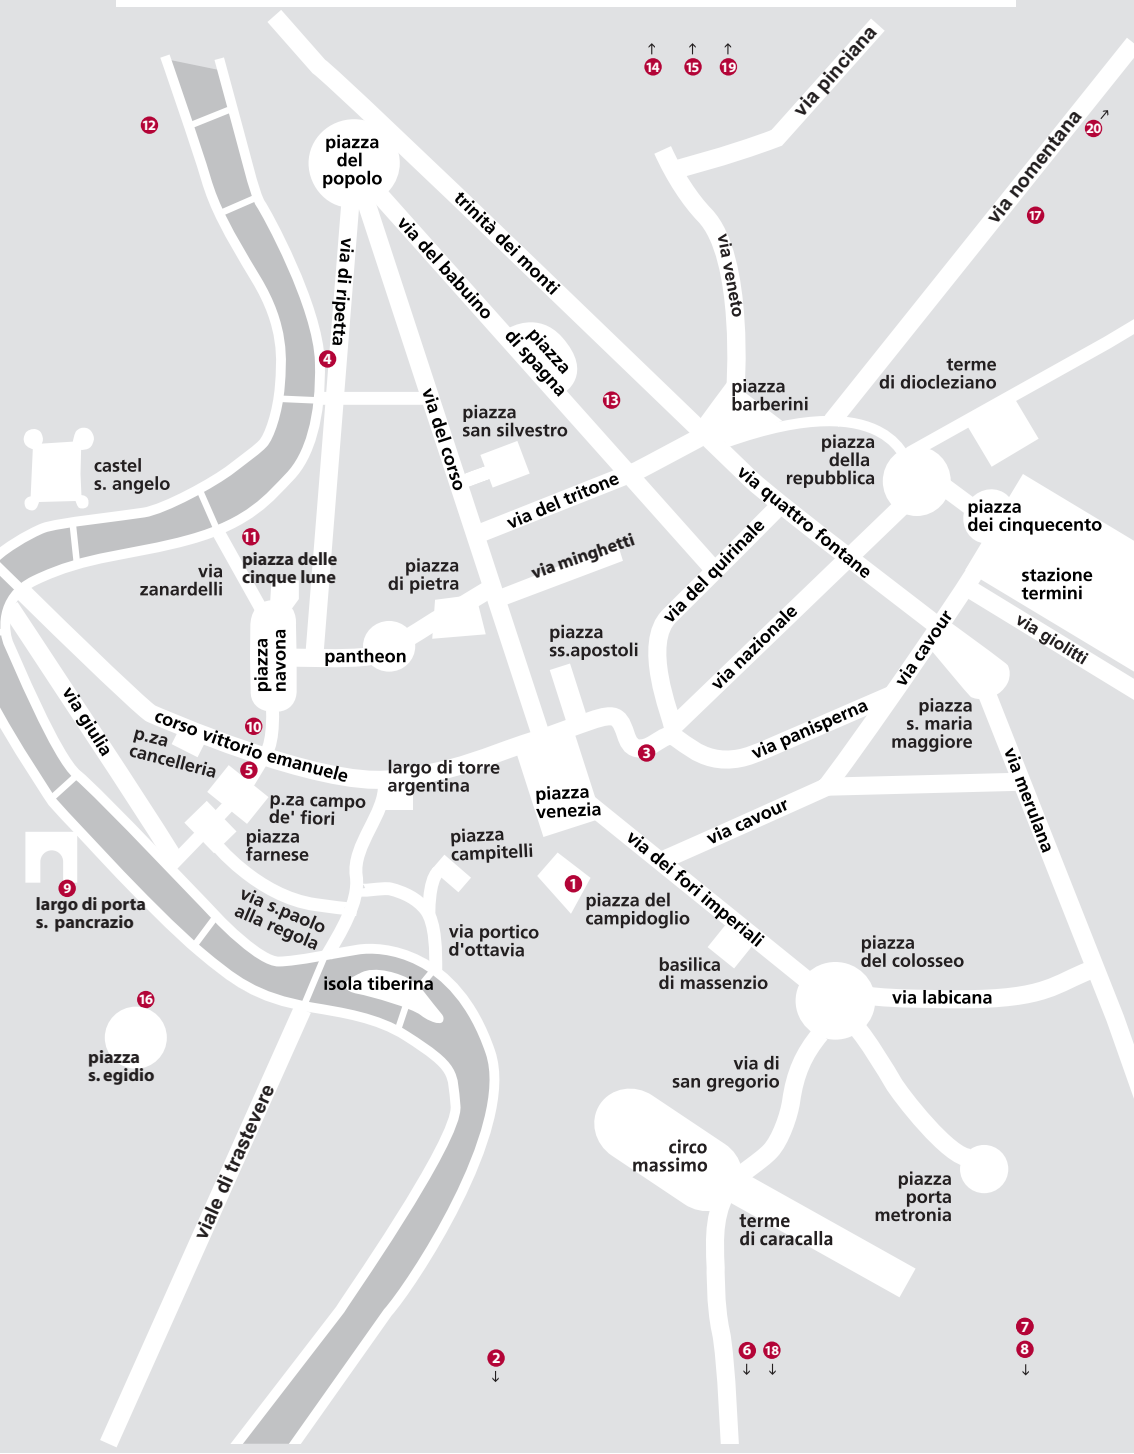 14
15
19
via pinciana
12
20
via nomentana
17
piazza
del
popolo
trinità dei monti
via di ripetta
via del babuino
via veneto
4
piazza
di spagna
13
terme
di diocleziano
piazza
barberini
via del corso
piazza
san silvestro
piazza
della
repubblica
castel
s. angelo
via del tritone
via quattro fontane
piazza
dei cinquecento
11
piazza delle
cinque lune
via
zanardelli
piazza
di pietra
via minghetti
via del quirinale
stazione
termini
via giolitti
piazza
navona
pantheon
piazza
ss.apostoli
via nazionale
via cavour
via giulia
10
corso vittorio emanuele
p.za
cancelleria
5
3
via panisperna
piazza
s. maria
maggiore
largo di torre
argentina
p.za campo
de' fiori
piazza
farnese
piazza
venezia
via cavour
via merulana
piazza
campitelli
via dei fori imperiali
9
largo di porta
s. pancrazio
1
piazza del
campidoglio
via s.paolo
alla regola
via portico
d'ottavia
basilica
di massenzio
piazza
del colosseo
isola tiberina
via labicana
16
piazza
s. egidio
via di
san gregorio
viale di trastevere
circo
massimo
piazza
porta
metronia
terme
di caracalla
2
6
18
7
8